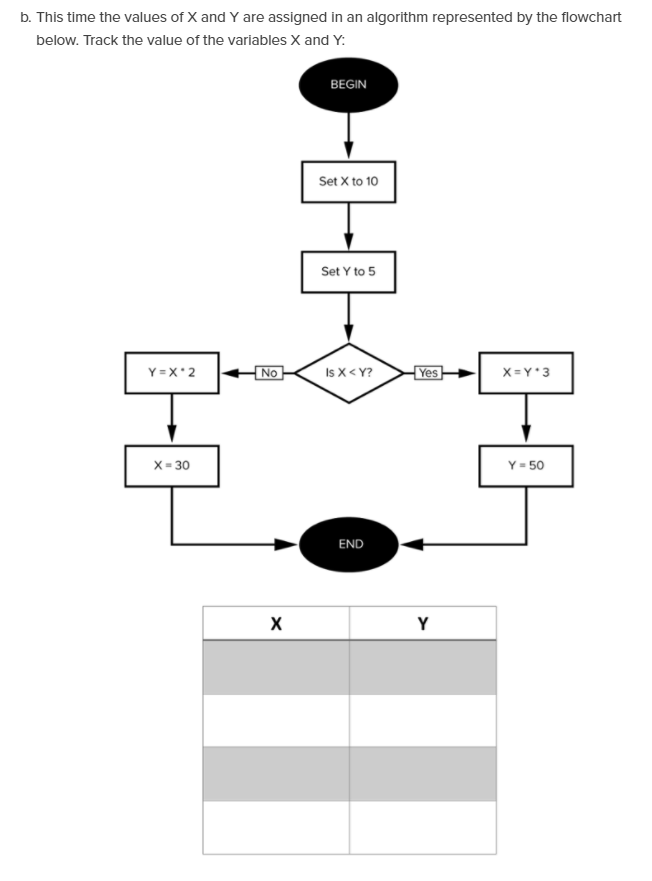 b. This time the values of X and Y are assigned in an algorithm represented by the flowchart
below. Track the value of the variables X and Y:
BEGIN
Set X to 10
Set Y to 5
Y = X * 2
No
Is X < Y?
Yes
X = Y * 3
X = 30
Y = 50
END
X Y